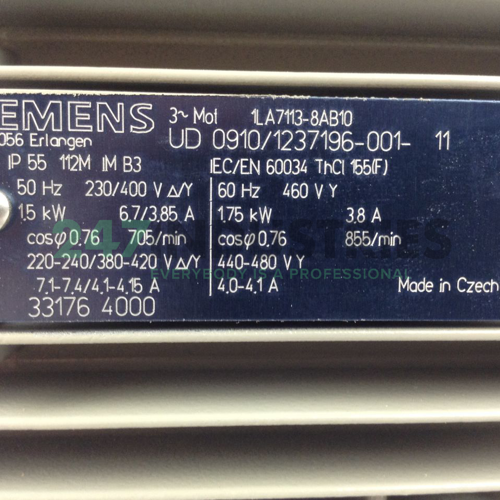 SIEMENS 3~ Mot 1LA7113-8AB10
056 Erlangen UD 0910/1237196-001- 11
IP 55 112M IM B3 IEC/EN 60034 ThCl 155(F)
50 Hz 230/400 V Δ/Y 60 Hz 460 V Y
1,5 kW 6,7/3,85 A 1,75 kW 3,8 A
cosφ 0,76 705/min cosφ 0,76 855/min
220-240/380-420 V Δ/Y 440-480 V Y
7,1-7,4/4,1-4,15 A 4,0-4,1 A Made in Czech
33176 4000
247 INDUSTRIES
EVERYBODY IS A PROFESSIONAL